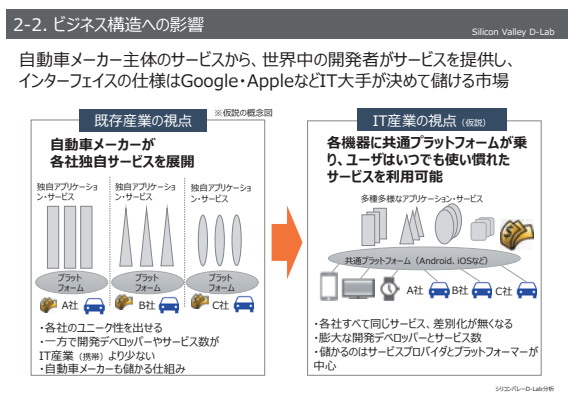 2-2. ビジネス構造への影響
Silicon Valley D-Lab
自動車メーカー主体のサービスから、世界中の開発者がサービスを提供し、
インターフェイスの仕様はGoogle・AppleなどIT大手が決めて儲ける市場
※仮説の概念図
既存産業の視点
自動車メーカーが
各社独自サービスを展開
独自アプリケーショ
ン・サービス
独自アプリケーショ
ン・サービス
独自アプリケーショ
ン・サービス
プラット
フォーム
プラット
フォーム
プラット
フォーム
A社
B社
C社
・各社のユニーク性を出せる
・一方で開発デベロッパーやサービス数が
IT産業（携帯）より少ない
・自動車メーカーも儲かる仕組み
IT産業の視点（仮説）
各機器に共通プラットフォームが乗
り、ユーザはいつでも使い慣れた
サービスを利用可能
多種多様なアプリケーション・サービス
共通プラットフォーム（Android、iOSなど）
A社
B社
C社
・各社すべて同じサービス、差別化が無くなる
・膨大な開発デベロッパーとサービス数
・儲かるのはサービスプロバイダとプラットフォーマーが
中心
シリコンバレーD-Lab分析